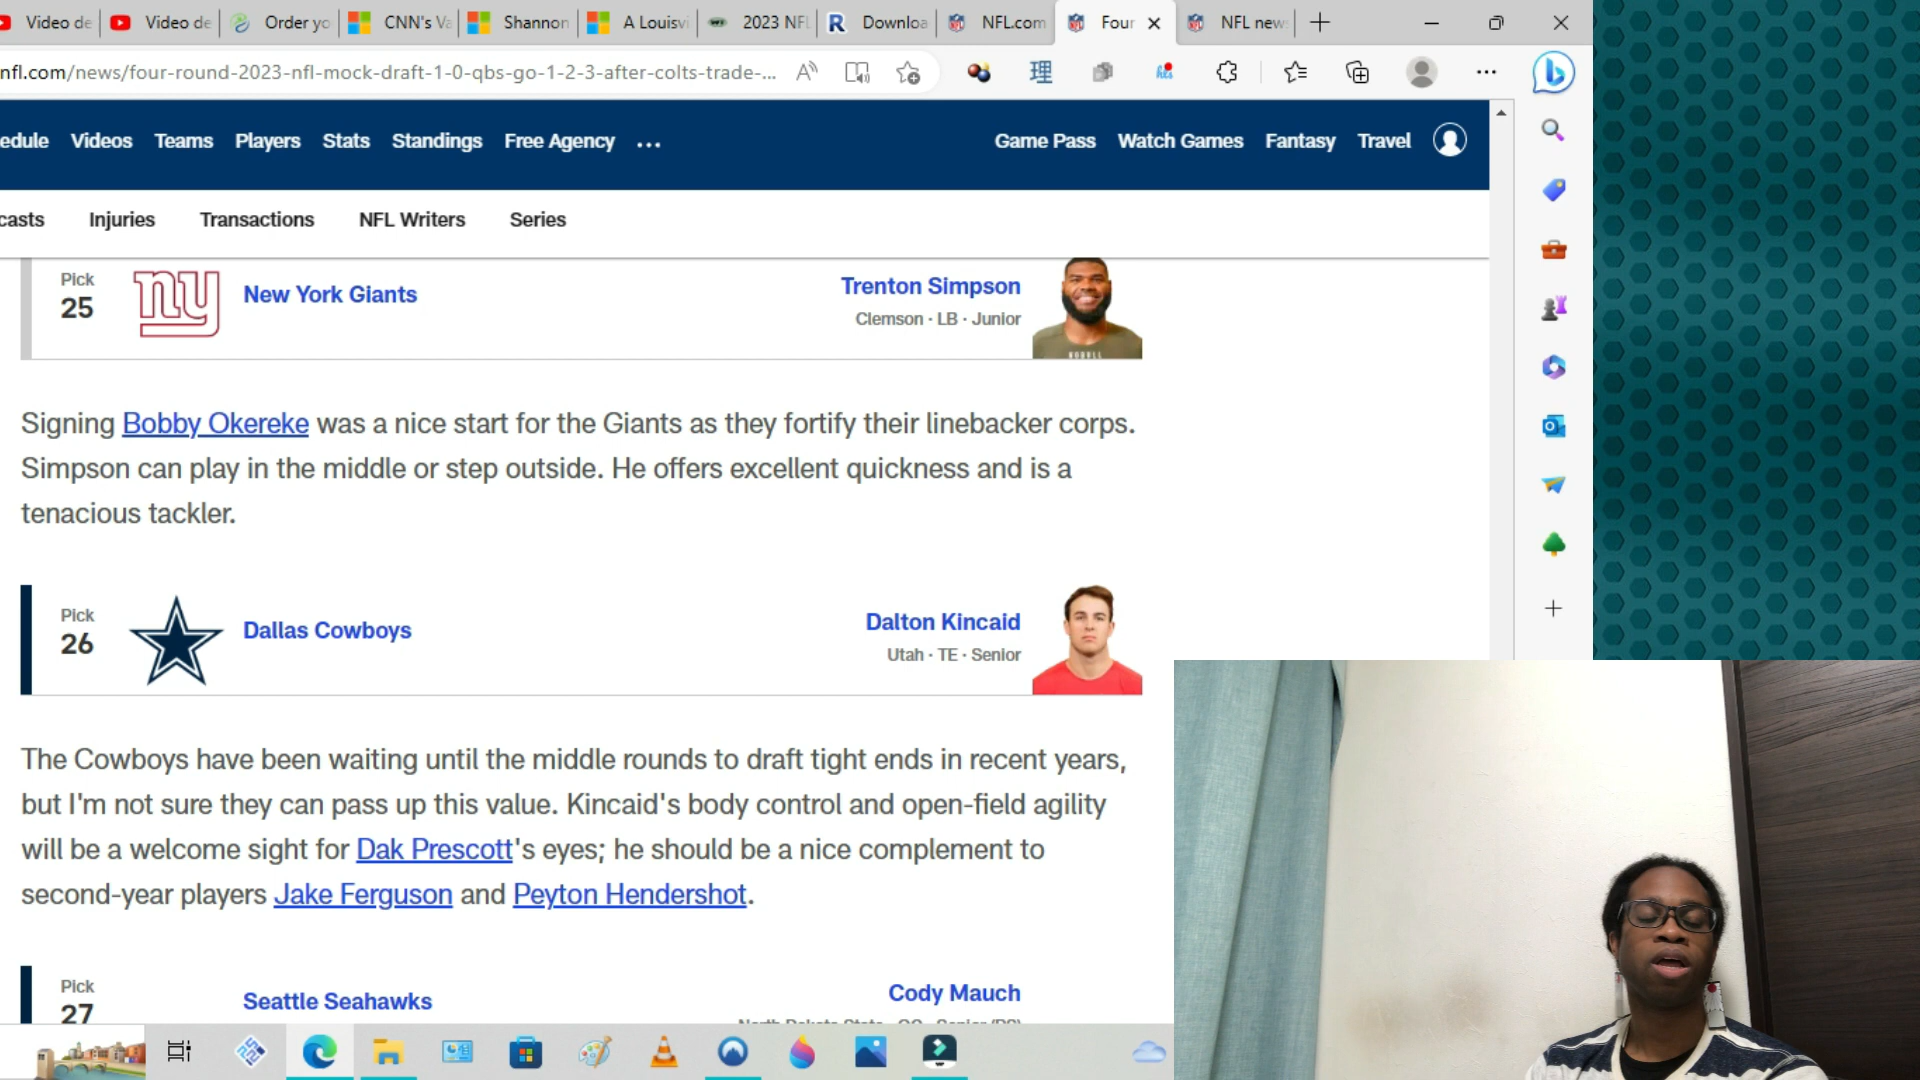 Video de
Video de
Order yo
CNN's Va
Shannon
A Louisvi
2023 NFL
Downloa
NFL.com
Four
NFL new
nfl.com/news/four-round-2023-nfl-mock-draft-1-0-qbs-go-1-2-3-after-colts-trade-...
edule Videos Teams Players Stats Standings Free Agency ...
Game Pass Watch Games Fantasy Travel
casts Injuries Transactions NFL Writers Series
Pick
25
ny
New York Giants
Trenton Simpson
Clemson · LB · Junior
Signing Bobby Okereke was a nice start for the Giants as they fortify their linebacker corps.
Simpson can play in the middle or step outside. He offers excellent quickness and is a
tenacious tackler.
Pick
26
Dallas Cowboys
Dalton Kincaid
Utah · TE · Senior
The Cowboys have been waiting until the middle rounds to draft tight ends in recent years,
but I'm not sure they can pass up this value. Kincaid's body control and open-field agility
will be a welcome sight for Dak Prescott's eyes; he should be a nice complement to
second-year players Jake Ferguson and Peyton Hendershot.
Pick
27
Seattle Seahawks
Cody Mauch